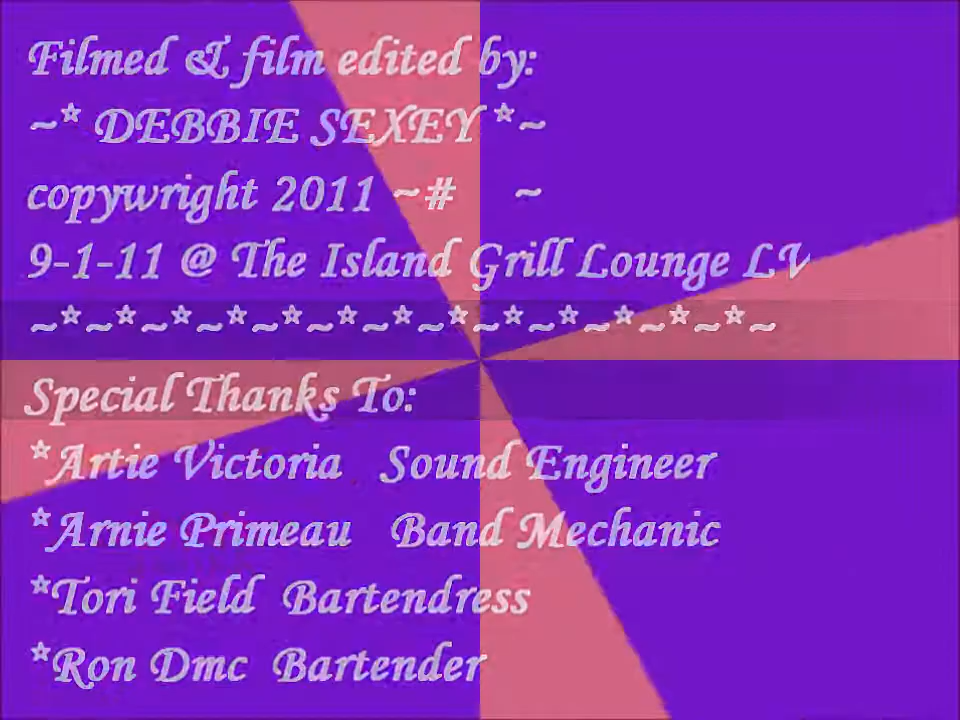 Filmed & film edited by:
~* DEBBIE SEXEY *~
copywright 2011 ~# ~
9-1-11 @ The Island Grill Lounge LV
~*~*~*~*~*~*~*~*~*~*~*~*~*~
Special Thanks To:
*Artie Victoria Sound Engineer
*Arnie Primeau Band Mechanic
*Tori Field Bartendress
*Ron Dmc Bartender